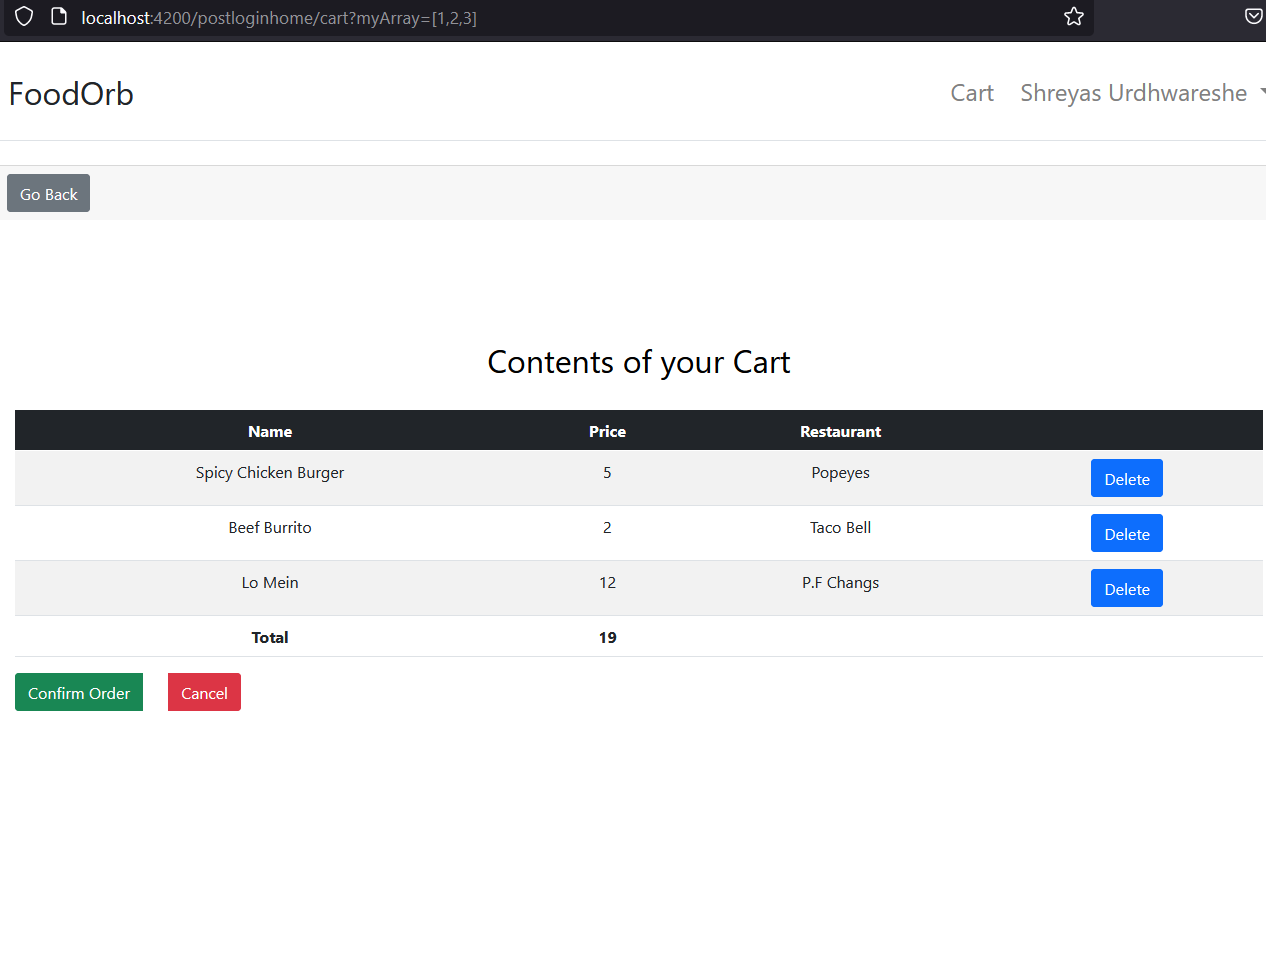 localhost:4200/postloginhome/cart?myArray=[1,2,3]
FoodOrb Cart Shreyas Urdhwareshe
Go Back
Contents of your Cart
Name Price Restaurant
Spicy Chicken Burger 5 Popeyes Delete
Beef Burrito 2 Taco Bell Delete
Lo Mein 12 P.F Changs Delete
Total 19
Confirm Order Cancel